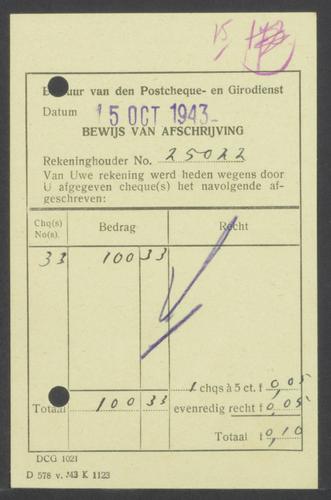 15
Bestuur van den Postcheque- en Girodienst
Datum 15 OCT 1943
BEWIJS VAN AFSCHRIJVING
Rekeninghouder No. 25022
Van Uwe rekening werd heden wegens door
U afgegeven cheque(s) het navolgende af-
geschreven:
Chq(s) No(s). Bedrag Recht
33 100 33
1 chqs à 5 ct. f 0,05
Totaal 100 33 evenredig recht f 0,05
Totaal f 0,10
DCG 1021
D 578 v. '43 K 1123